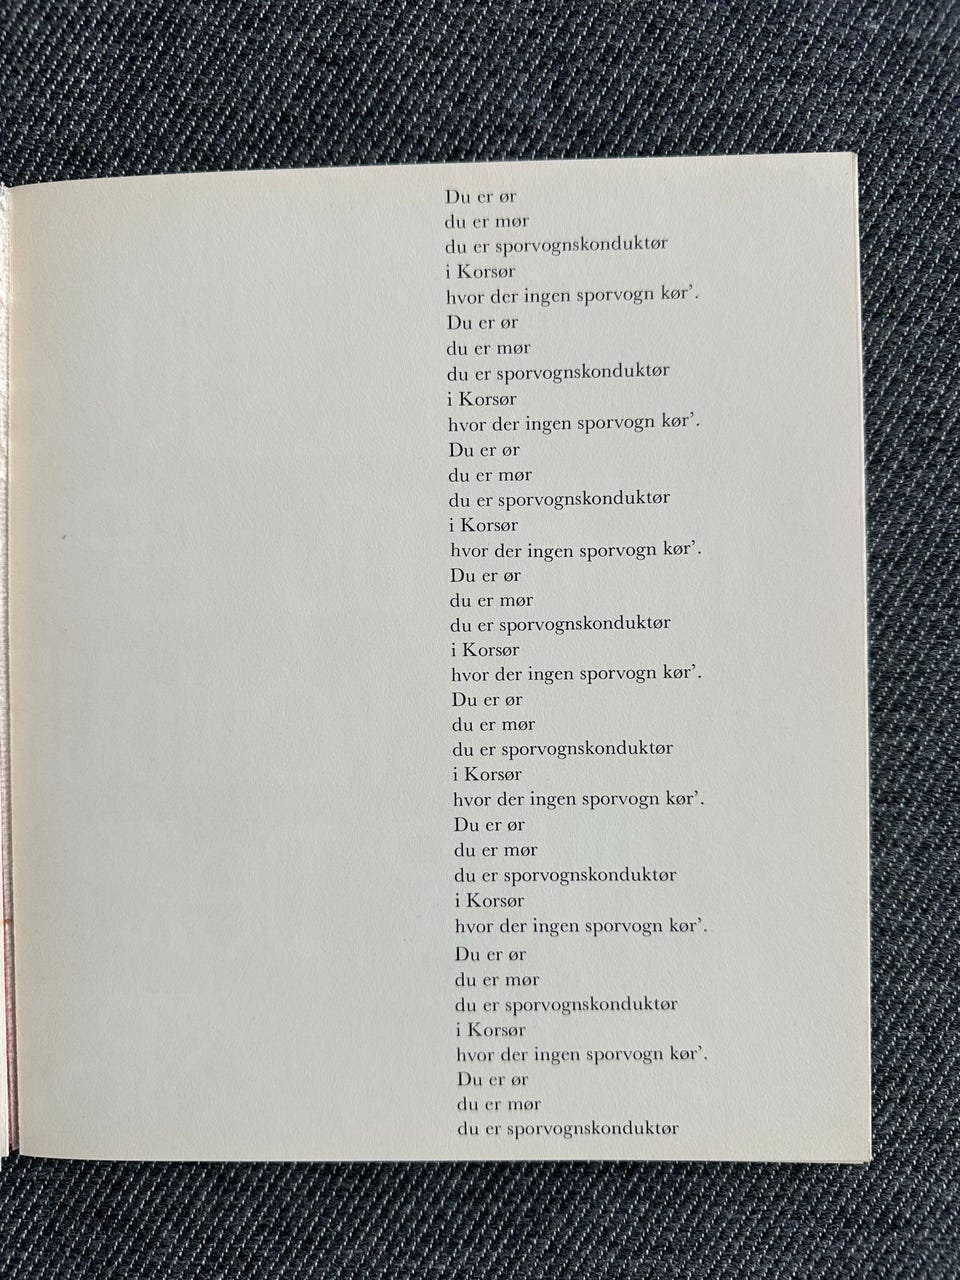 Du er ør
du er mør
du er sporvognskonduktør
i Korsør
hvor der ingen sporvogn kør’.
Du er ør
du er mør
du er sporvognskonduktør
i Korsør
hvor der ingen sporvogn kør’.
Du er ør
du er mør
du er sporvognskonduktør
i Korsør
hvor der ingen sporvogn kør’.
Du er ør
du er mør
du er sporvognskonduktør
i Korsør
hvor der ingen sporvogn kør’.
Du er ør
du er mør
du er sporvognskonduktør
i Korsør
hvor der ingen sporvogn kør’.
Du er ør
du er mør
du er sporvognskonduktør
i Korsør
hvor der ingen sporvogn kør’.
Du er ør
du er mør
du er sporvognskonduktør
i Korsør
hvor der ingen sporvogn kør’.
Du er ør
du er mør
du er sporvognskonduktør